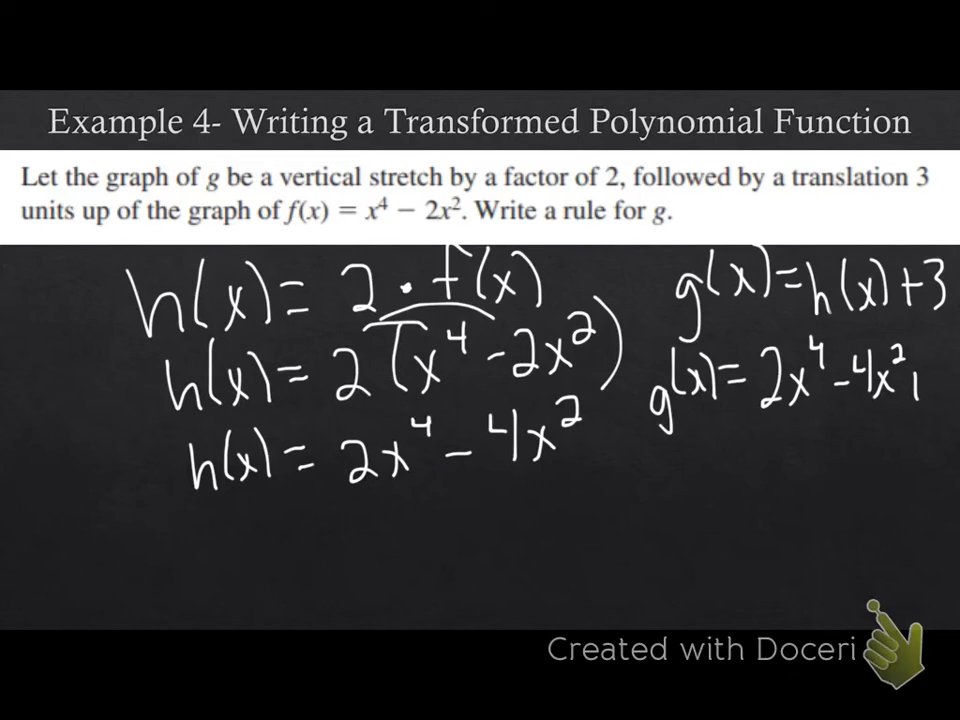 Example 4- Writing a Transformed Polynomial Function
Let the graph of g be a vertical stretch by a factor of 2, followed by a translation 3
units up of the graph of f(x) = x⁴ − 2x². Write a rule for g.
h(x) = 2 · f(x)
h(x) = 2 (x⁴ - 2x²)
h(x) = 2x⁴ - 4x²
g(x) = h(x) + 3
g(x) = 2x⁴ - 4x²
Created with Doceri